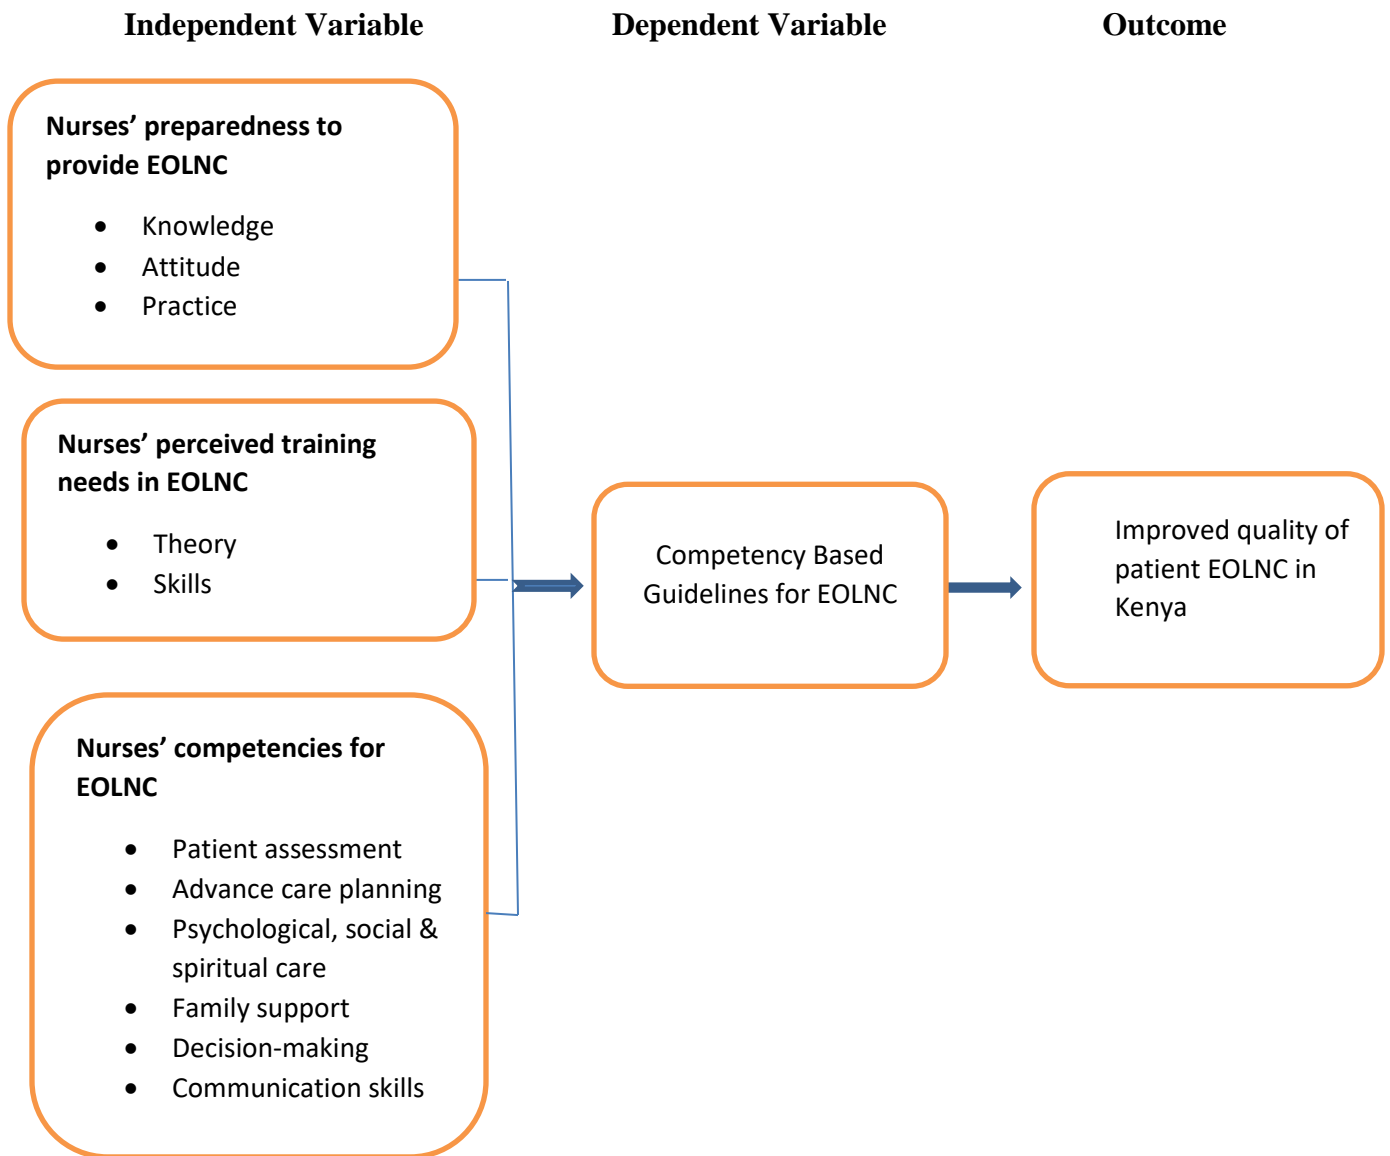 Independent Variable
Dependent Variable
Outcome
Nurses’ preparedness to
provide EOLNC
• Knowledge
• Attitude
• Practice
Nurses’ perceived training
needs in EOLNC
• Theory
• Skills
Nurses’ competencies for
EOLNC
• Patient assessment
• Advance care planning
• Psychological, social &
spiritual care
• Family support
• Decision-making
• Communication skills
Competency Based
Guidelines for EOLNC
Improved quality of
patient EOLNC in
Kenya